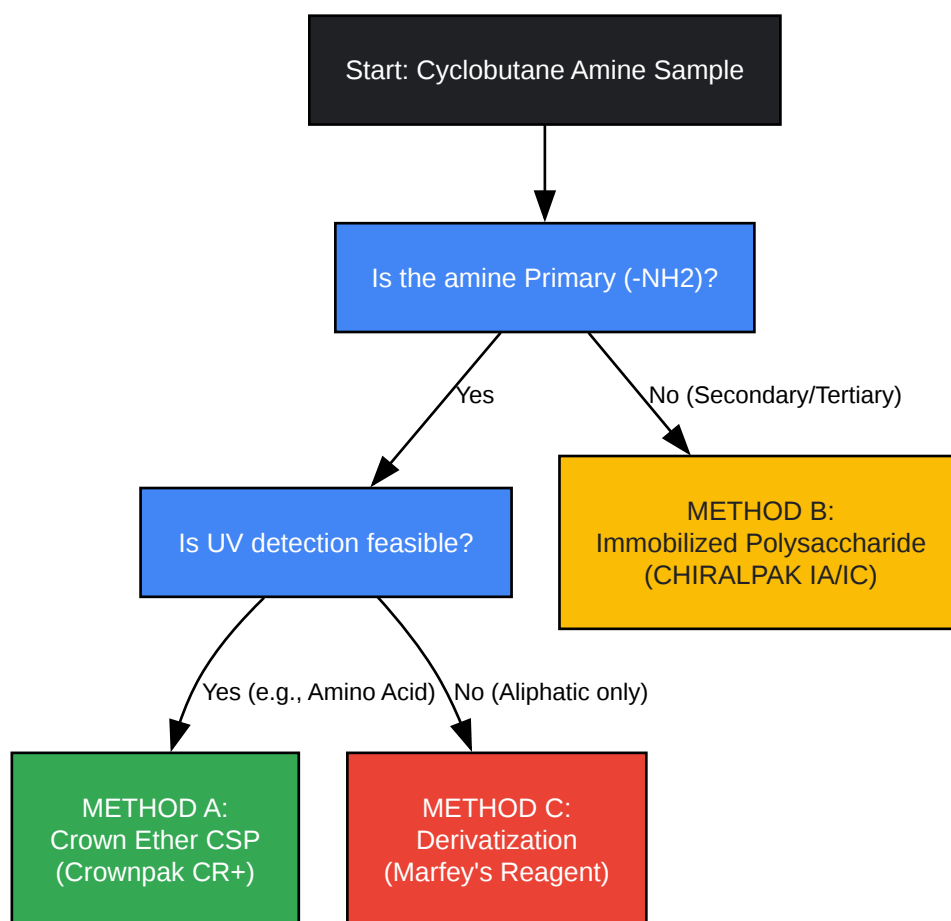 Start: Cyclobutane Amine Sample
Is the amine Primary (-NH2)?
Yes
No (Secondary/Tertiary)
Is UV detection feasible?
METHOD B:
Immobilized Polysaccharide
(CHIRALPAK IA/IC)
Yes (e.g., Amino Acid)
No (Aliphatic only)
METHOD A:
Crown Ether CSP
(Crownpak CR+)
METHOD C:
Derivatization
(Marfey's Reagent)